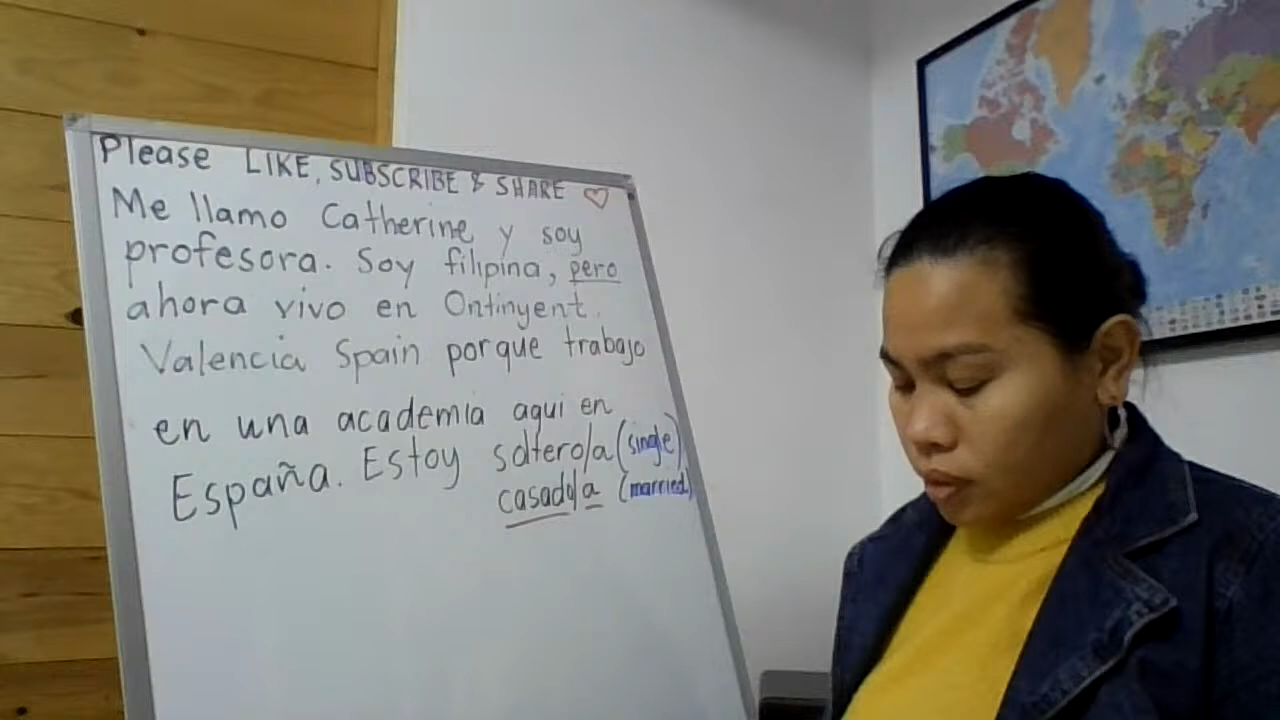 Please LIKE, SUBSCRIBE & SHARE ♡
Me llamo Catherine y soy
profesora. Soy filipina, pero
ahora vivo en Ontinyent.
Valencia Spain porque trabajo
en una academia aqui en
España. Estoy soltero/a (single)
casado/a (married)